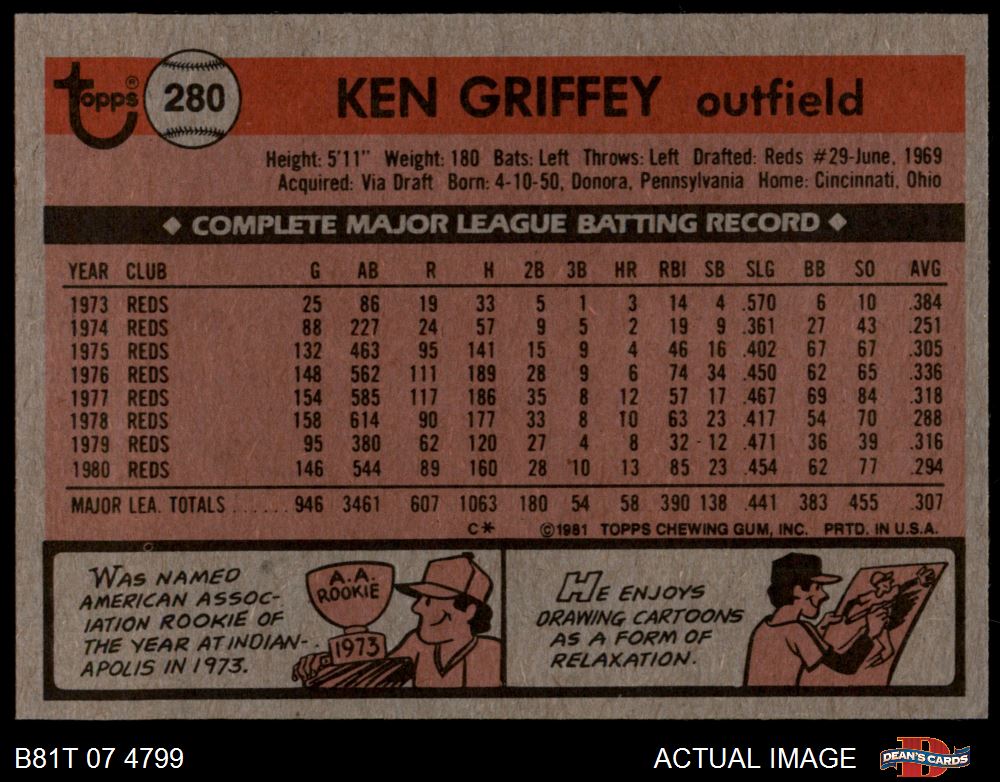 Topps ® 280 KEN GRIFFEY outfield
Height: 5'11" Weight: 180 Bats: Left Throws: Left Drafted: Reds #29-June, 1969
Acquired: Via Draft Born: 4-10-50, Donora, Pennsylvania Home: Cincinnati, Ohio
◆ COMPLETE MAJOR LEAGUE BATTING RECORD ◆
YEAR CLUB G AB R H 2B 3B HR RBI SB SLG BB SO AVG
1973 REDS 25 86 19 33 5 1 3 14 4 .570 6 10 .384
1974 REDS 88 227 24 57 9 5 2 19 9 .361 27 43 .251
1975 REDS 132 463 95 141 15 9 4 46 16 .402 67 67 .305
1976 REDS 148 562 111 189 28 9 6 74 34 .450 62 65 .336
1977 REDS 154 585 117 186 35 8 12 57 17 .467 69 84 .318
1978 REDS 158 614 90 177 33 8 10 63 23 .417 54 70 .288
1979 REDS 95 380 62 120 27 4 8 32 12 .471 36 39 .316
1980 REDS 146 544 89 160 28 10 13 85 23 .454 62 77 .294
MAJOR LEA. TOTALS ...... 946 3461 607 1063 180 54 58 390 138 .441 383 455 .307
C* ©1981 TOPPS CHEWING GUM, INC. PRTD. IN U.S.A.
WAS NAMED
AMERICAN ASSOC-
IATION ROOKIE OF
THE YEAR AT INDIAN-
APOLIS IN 1973.
A.A.
ROOKIE
1973
HE ENJOYS
DRAWING CARTOONS
AS A FORM OF
RELAXATION.
B81T 07 4799 ACTUAL IMAGE DEAN'S CARDS